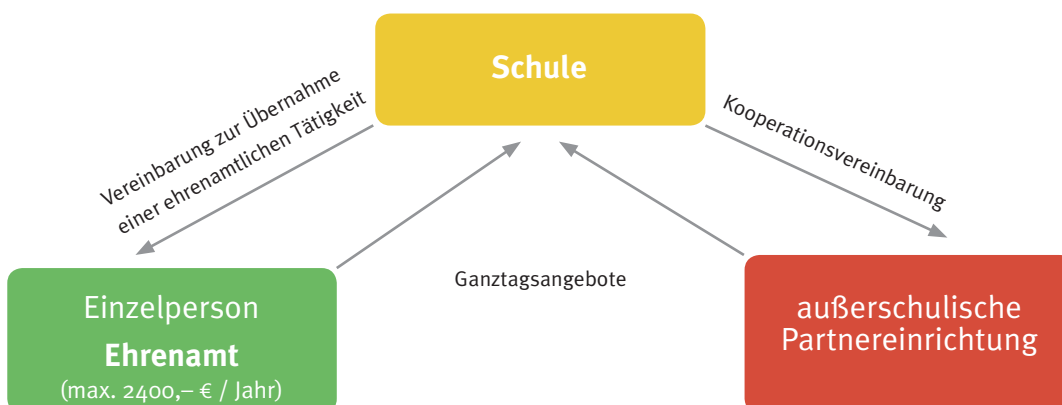 Schule
Vereinbarung zur Übernahme
einer ehrenamtlichen Tätigkeit
Kooperationsvereinbarung
Ganztagsangebote
Einzelperson
Ehrenamt
(max. 2400,– € / Jahr)
außerschulische
Partnereinrichtung